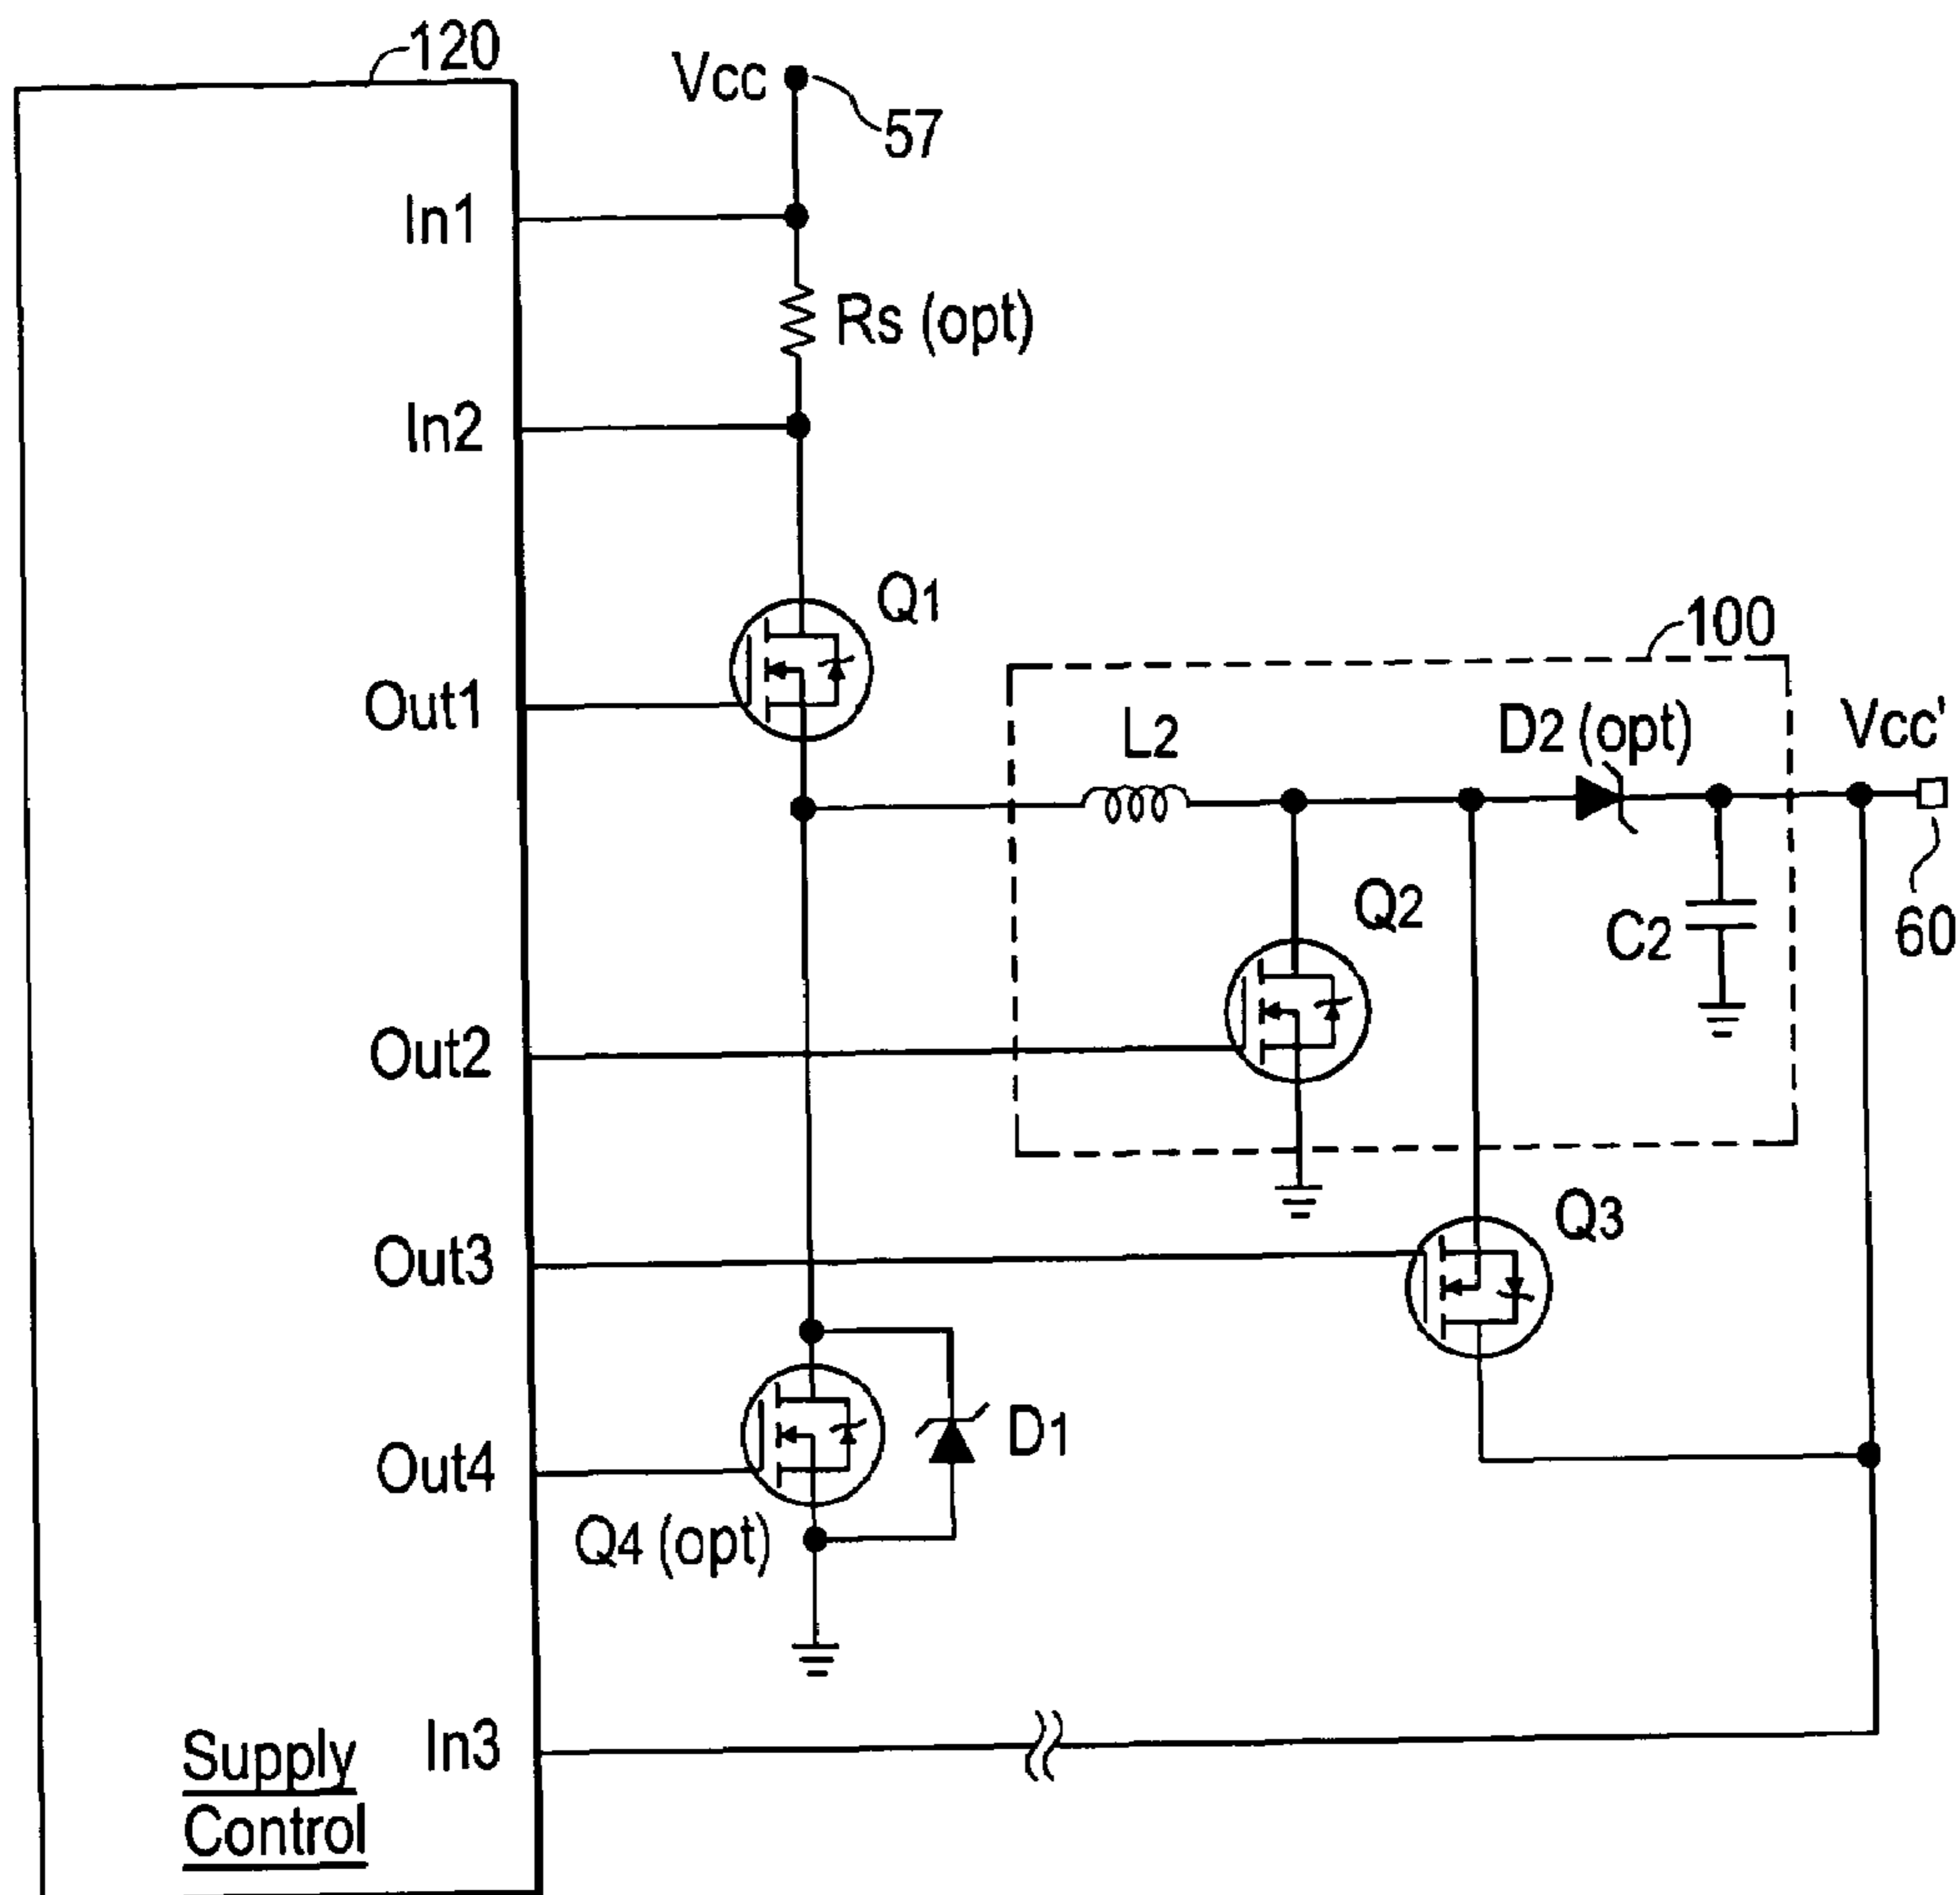 120
Vcc
57
In1
Rs (opt)
In2
Q1
100
Out1
L2
D2 (opt)
Vcc'
Q2
C2
60
Out2
Q3
Out3
D1
Out4
Q4 (opt)
In3
Supply
Control